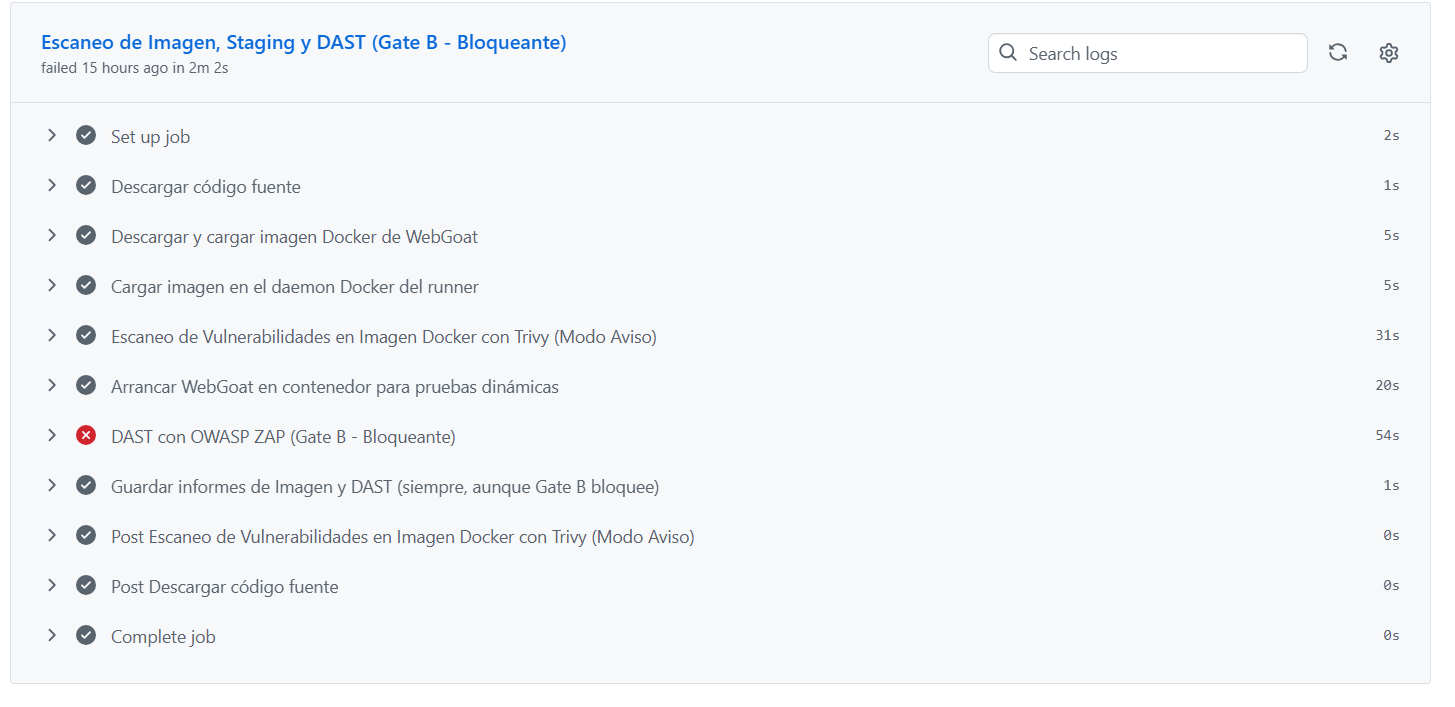 Escaneo de Imagen, Staging y DAST (Gate B - Bloqueante)
failed 15 hours ago in 2m 2s
Search logs
Set up job 2s
Descargar código fuente 1s
Descargar y cargar imagen Docker de WebGoat 5s
Cargar imagen en el daemon Docker del runner 5s
Escaneo de Vulnerabilidades en Imagen Docker con Trivy (Modo Aviso) 31s
Arrancar WebGoat en contenedor para pruebas dinámicas 20s
DAST con OWASP ZAP (Gate B - Bloqueante) 54s
Guardar informes de Imagen y DAST (siempre, aunque Gate B bloquee) 1s
Post Escaneo de Vulnerabilidades en Imagen Docker con Trivy (Modo Aviso) 0s
Post Descargar código fuente 0s
Complete job 0s